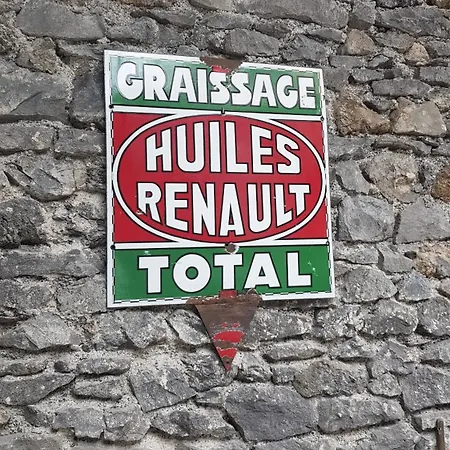 GRAISSAGE
HUILES
RENAULT
TOTAL